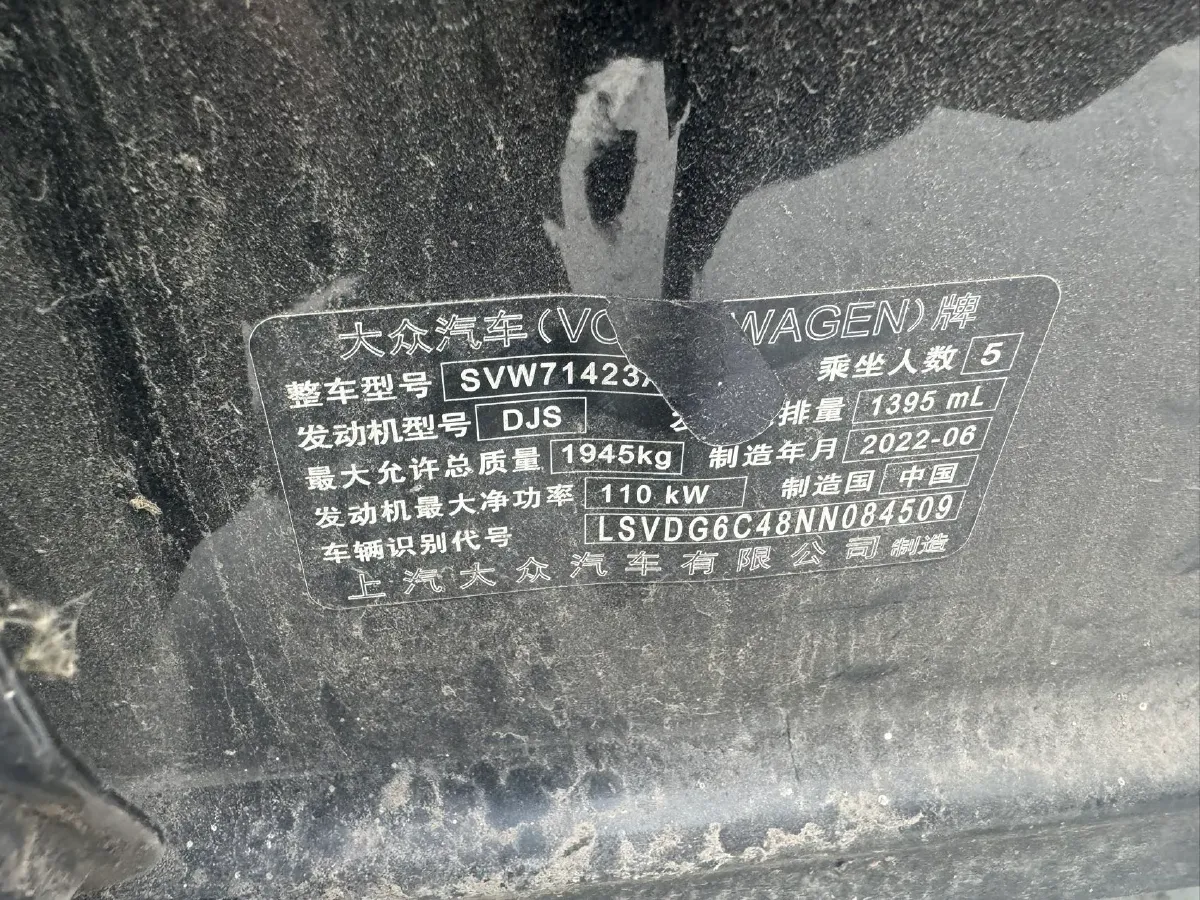 大众汽车(VO WAGEN)牌
整车型号 SVW71423 乘坐人数 5
发动机型号 DJS 排量 1395 mL
最大允许总质量 1945kg 制造年月 2022-06
发动机最大净功率 110 kW 制造国 中国
车辆识别代号 LSVDG6C48NN084509
上汽大众汽车有限公司 制造